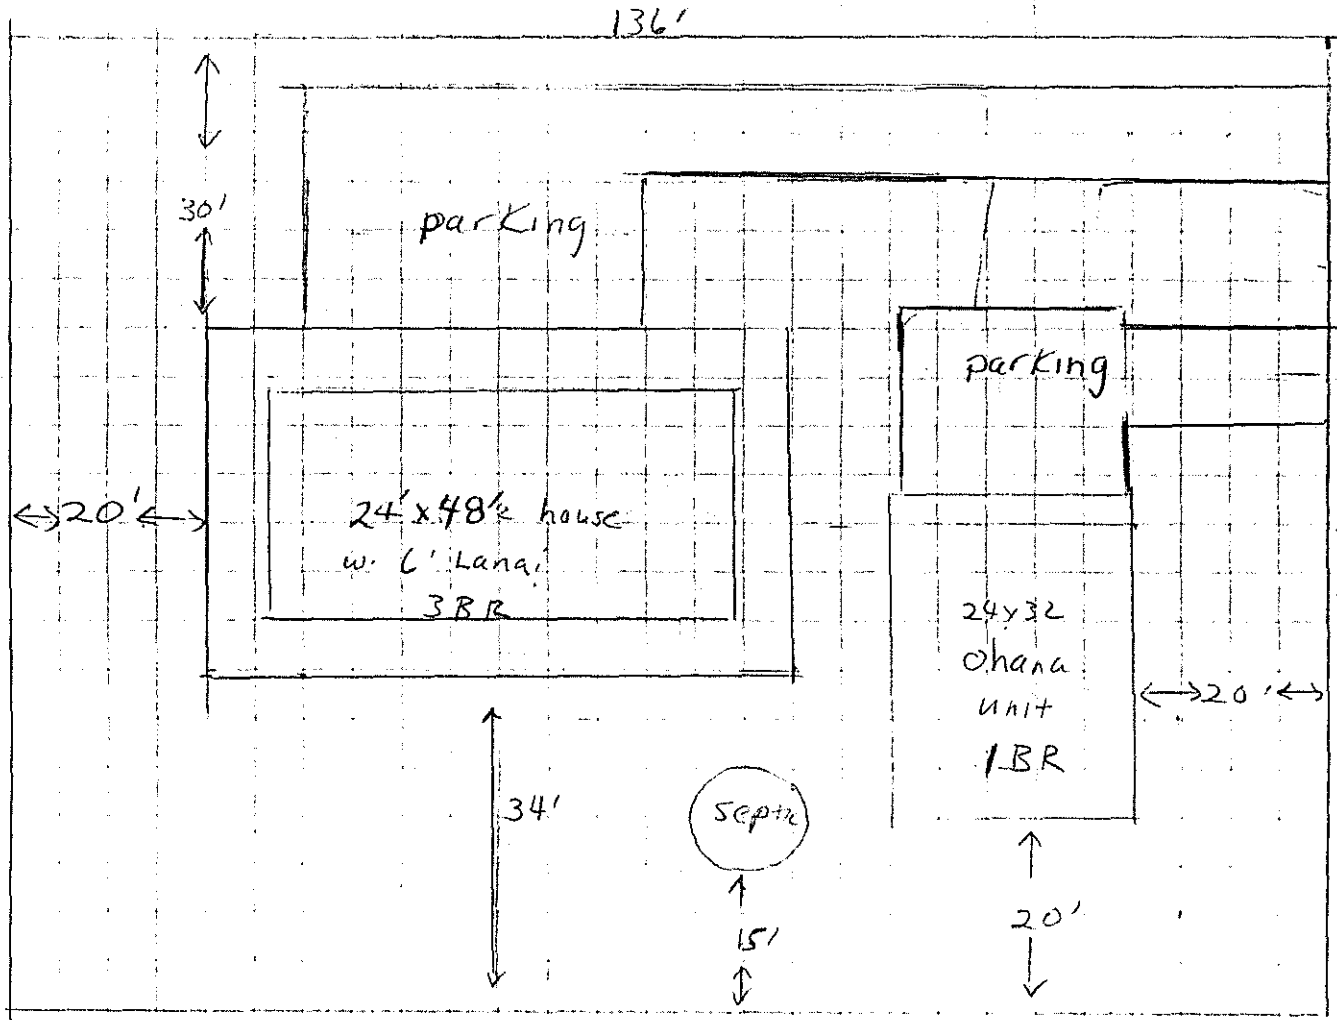 136'
30'
parking
parking
20'
24'x48' house
w. 6' Lanai
3BR
24x32
Ohana
unit
1BR
20'
34'
Septic
15'
20'